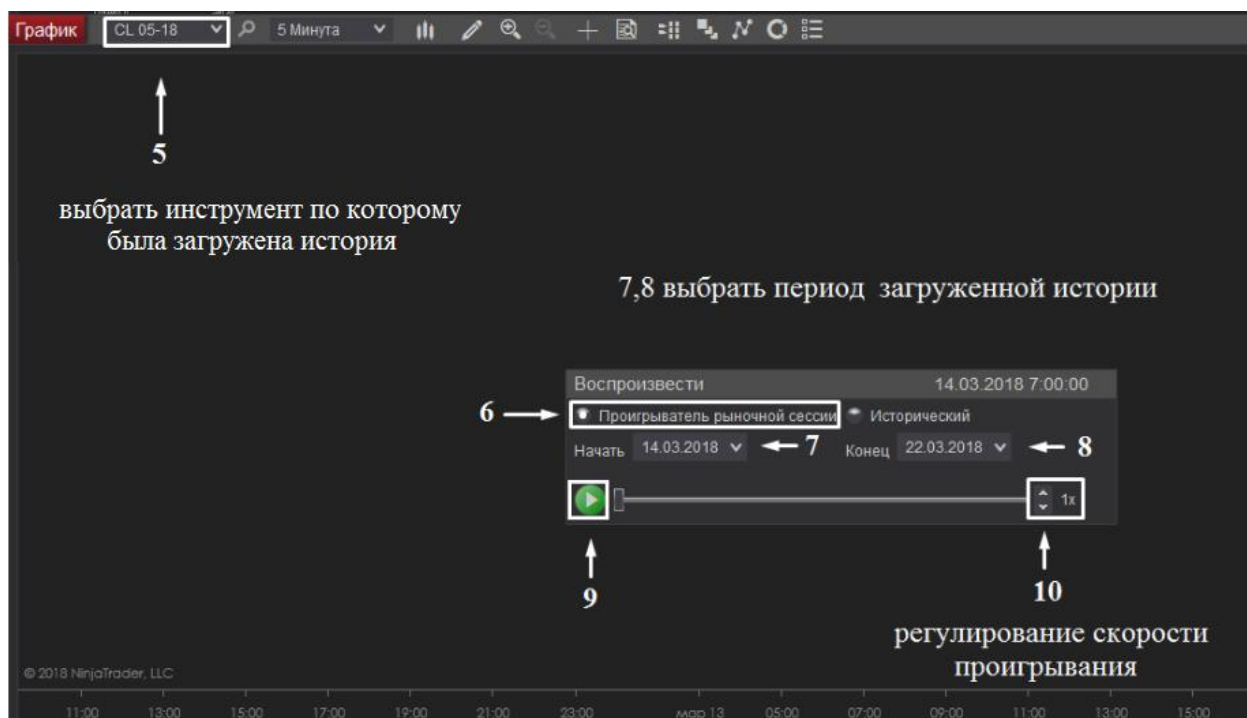 График CL 05-18 5 Минута
5
выбрать инструмент по которому
была загружена история
7,8 выбрать период загруженной истории
Воспроизвести 14.03.2018 7:00:00
6 Проигрыватель рыночной сессии Исторический
Начать 14.03.2018 7 Конец 22.03.2018 8
1x
9
10
регулирование скорости
проигрывания
© 2018 NinjaTrader, LLC
11:00 13:00 15:00 17:00 19:00 21:00 23:00 мар 13 05:00 07:00 09:00 11:00 13:00 15:00